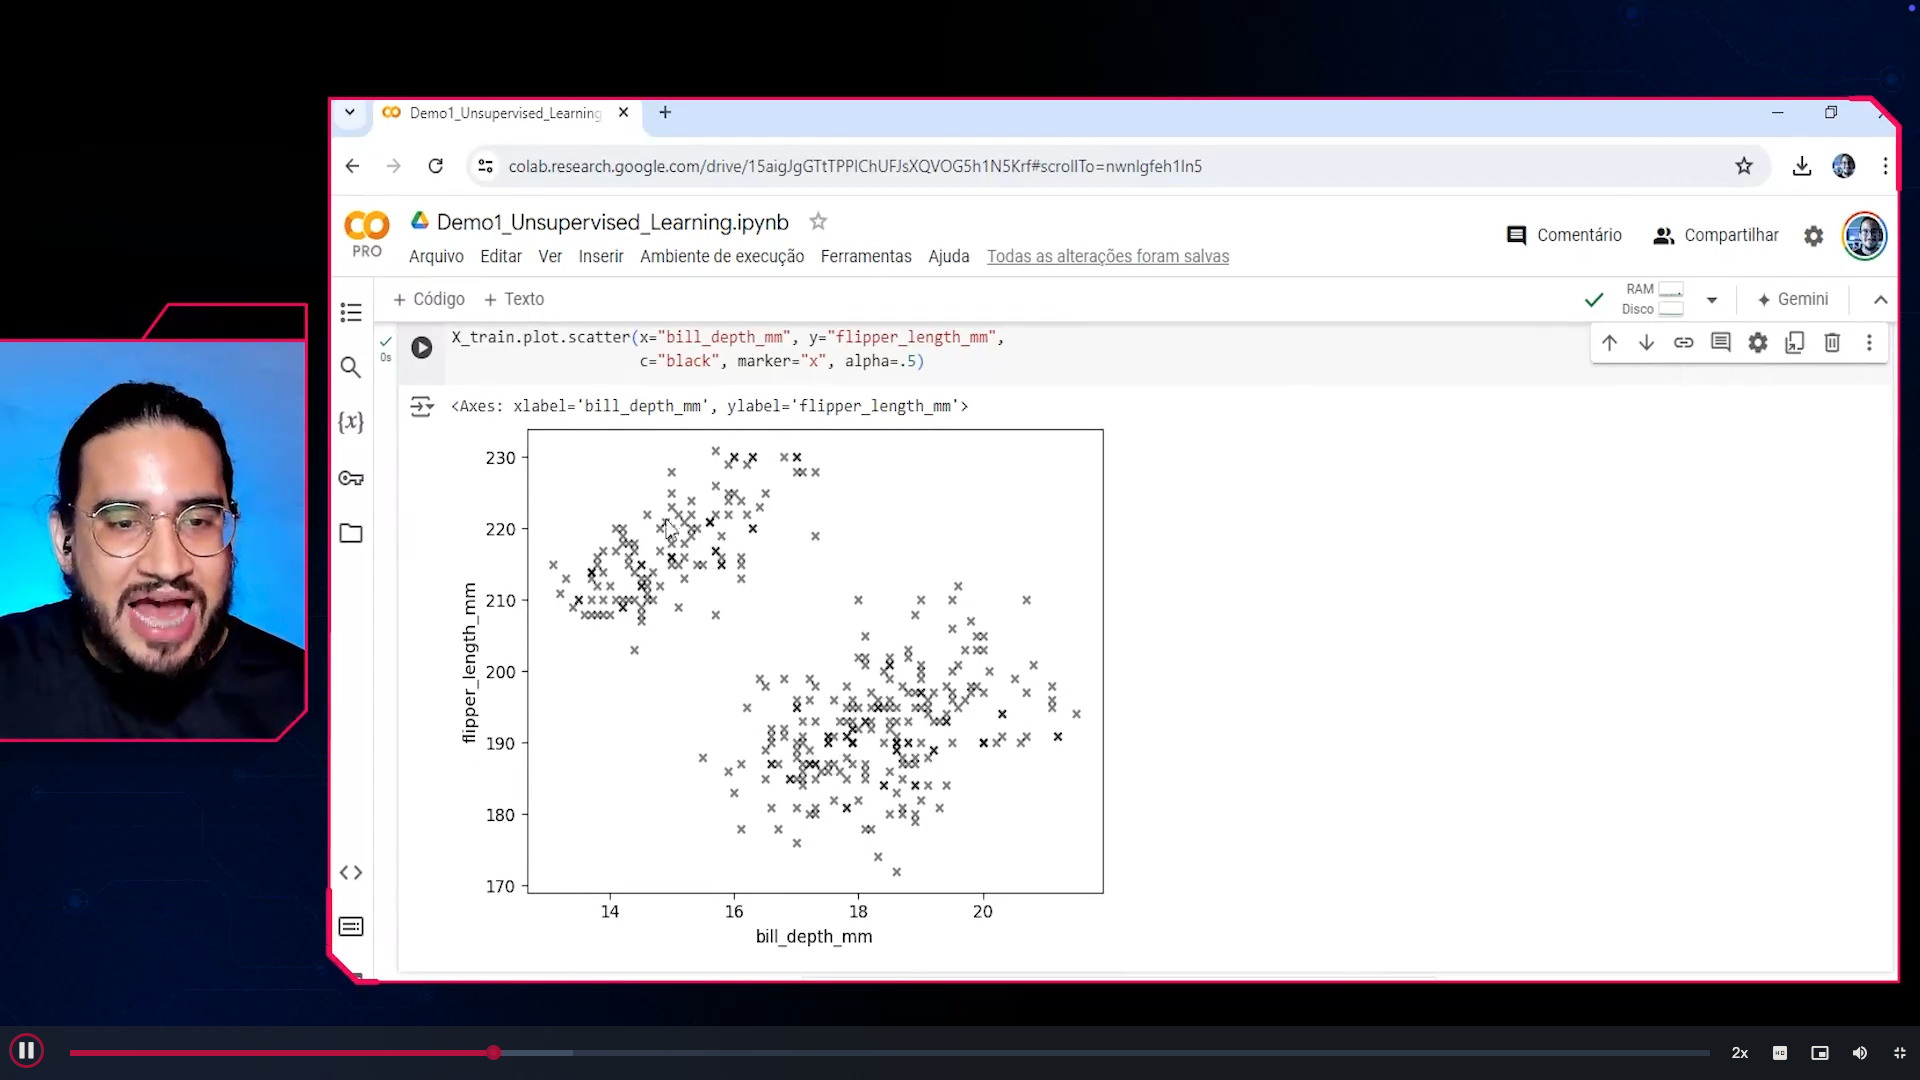 Demo1_Unsupervised_Learning
colab.research.google.com/drive/15aigJgGTtTPPlChUFJsXQVOG5h1N5Krf#scrollTo=nwnlgfeh1In5
CO
PRO
Demo1_Unsupervised_Learning.ipynb
Arquivo Editar Ver Inserir Ambiente de execução Ferramentas Ajuda Todas as alterações foram salvas
Comentário Compartilhar
+ Código + Texto
RAM
Disco
Gemini
0s
X_train.plot.scatter(x="bill_depth_mm", y="flipper_length_mm",
c="black", marker="x", alpha=.5)
{x}
<Axes: xlabel='bill_depth_mm', ylabel='flipper_length_mm'>
230
220
210
200
190
180
170
flipper_length_mm
14 16 18 20
bill_depth_mm
2x
HD